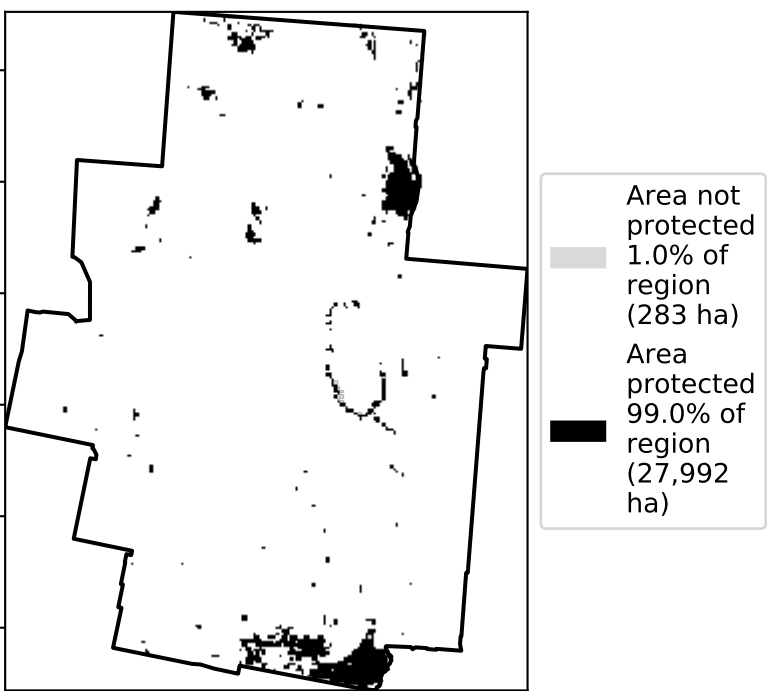 Area not
protected
1.0% of
region
(283 ha)
Area
protected
99.0% of
region
(27,992
ha)